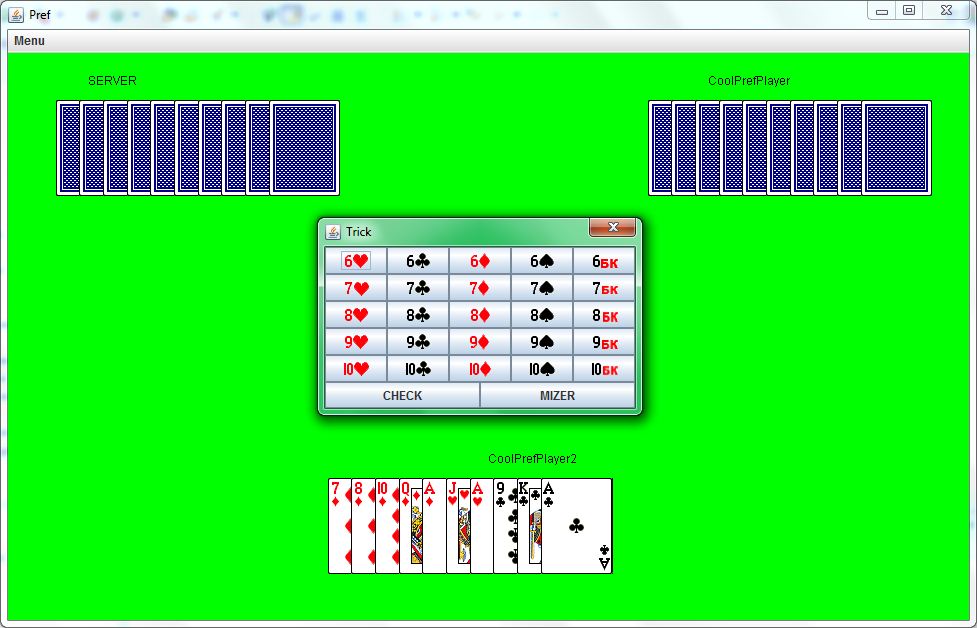 Pref
Menu
SERVER
CoolPrefPlayer
Trick
6♥ 6♣ 6♦ 6♠ 6БК
7♥ 7♣ 7♦ 7♠ 7БК
8♥ 8♣ 8♦ 8♠ 8БК
9♥ 9♣ 9♦ 9♠ 9БК
10♥ 10♣ 10♦ 10♠ 10БК
CHECK MIZER
CoolPrefPlayer2
7 8 10 Q A J A 9 K A
A